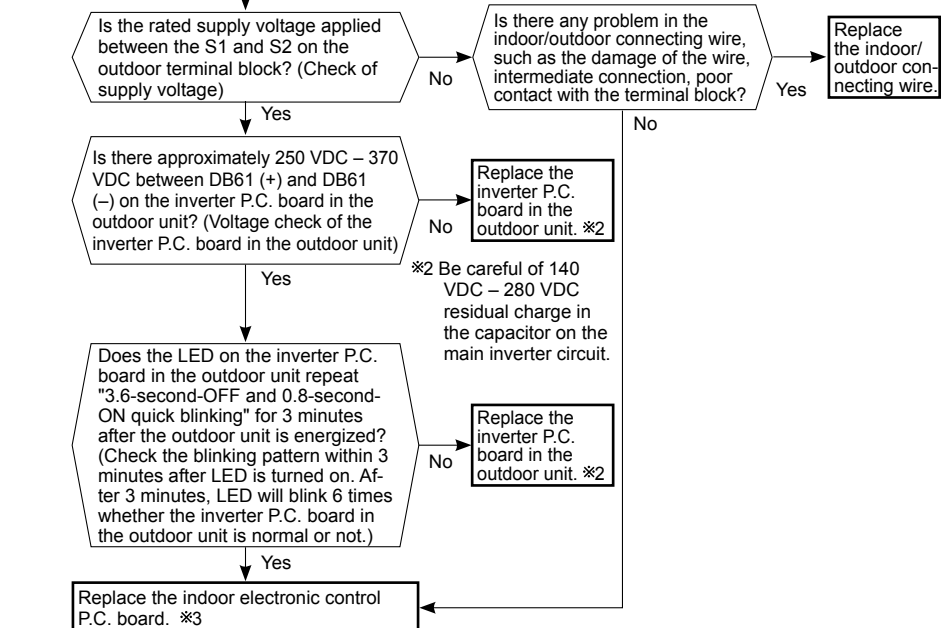 Is the rated supply voltage applied
between the S1 and S2 on the
outdoor terminal block? (Check of
supply voltage)
No
Is there any problem in the
indoor/outdoor connecting wire,
such as the damage of the wire,
intermediate connection, poor
contact with the terminal block?
Yes
Replace
the indoor/
outdoor con-
necting wire.
Yes
No
Is there approximately 250 VDC – 370
VDC between DB61 (+) and DB61
(–) on the inverter P.C. board in the
outdoor unit? (Voltage check of the
inverter P.C. board in the outdoor unit)
No
Replace the
inverter P.C.
board in the
outdoor unit. ※2
Yes
※2 Be careful of 140
VDC – 280 VDC
residual charge in
the capacitor on the
main inverter circuit.
Does the LED on the inverter P.C.
board in the outdoor unit repeat
"3.6-second-OFF and 0.8-second-
ON quick blinking" for 3 minutes
after the outdoor unit is energized?
(Check the blinking pattern within 3
minutes after LED is turned on. Af-
ter 3 minutes, LED will blink 6 times
whether the inverter P.C. board in
the outdoor unit is normal or not.)
No
Replace the
inverter P.C.
board in the
outdoor unit. ※2
Yes
Replace the indoor electronic control
P.C. board. ※3